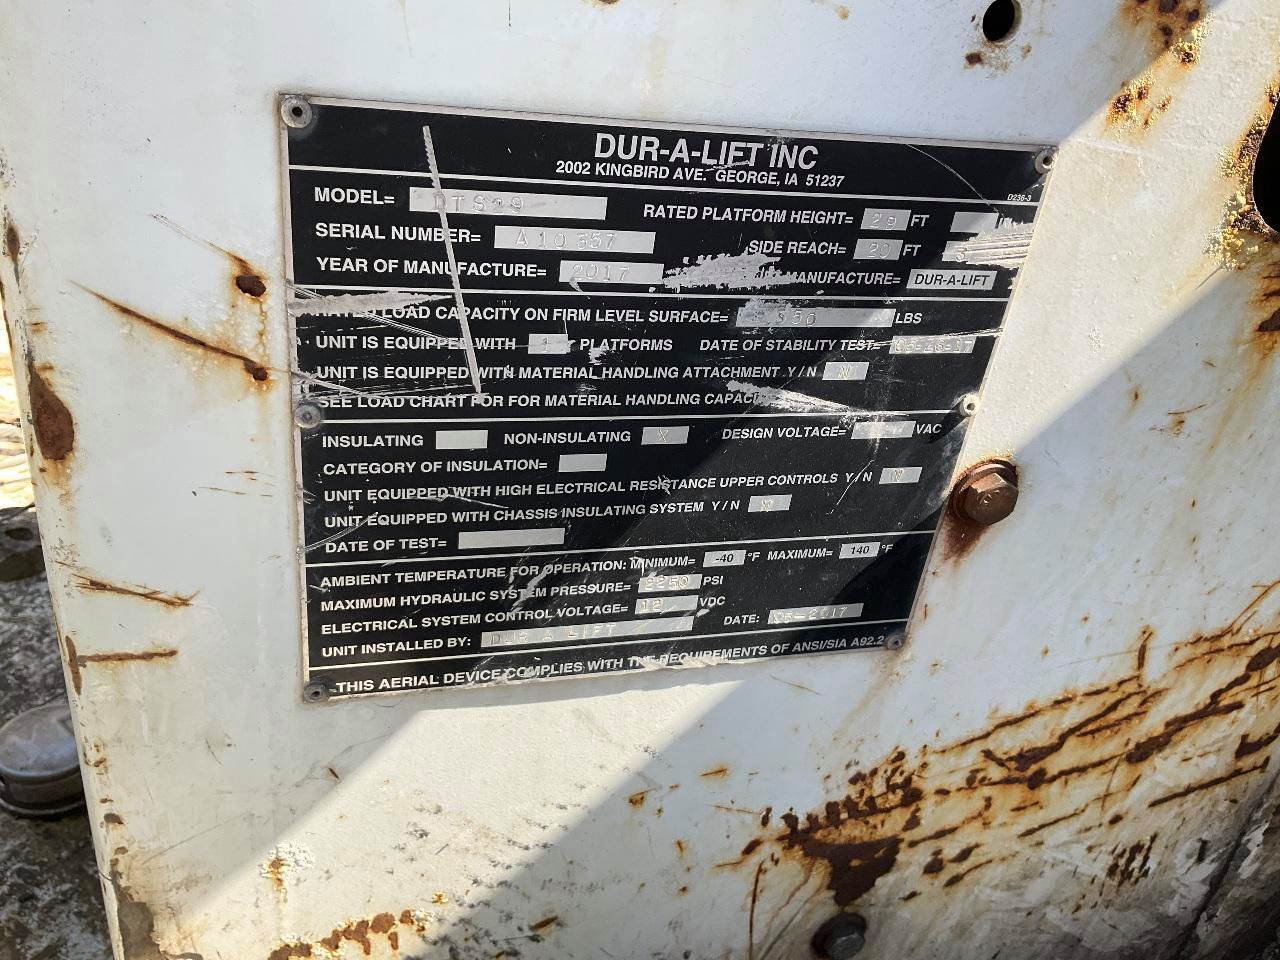 DUR-A-LIFT INC
2002 KINGBIRD AVE. GEORGE, IA 51237
D236-3
MODEL= DTS29 RATED PLATFORM HEIGHT= 29 FT
SERIAL NUMBER= A10357 SIDE REACH= 20 FT
YEAR OF MANUFACTURE= 2017 MANUFACTURE= DUR-A-LIFT
RATED LOAD CAPACITY ON FIRM LEVEL SURFACE= 350 LBS
UNIT IS EQUIPPED WITH 1 PLATFORMS DATE OF STABILITY TEST=
UNIT IS EQUIPPED WITH MATERIAL HANDLING ATTACHMENT Y/N N
SEE LOAD CHART FOR FOR MATERIAL HANDLING
INSULATING NON-INSULATING X DESIGN VOLTAGE= VAC
CATEGORY OF INSULATION=
UNIT EQUIPPED WITH HIGH ELECTRICAL RESISTANCE UPPER CONTROLS Y/N N
UNIT EQUIPPED WITH CHASSIS INSULATING SYSTEM Y/N N
DATE OF TEST=
AMBIENT TEMPERATURE FOR OPERATION: MINIMUM= -40 °F MAXIMUM= 140 °F
MAXIMUM HYDRAULIC SYSTEM PRESSURE= 2250 PSI
ELECTRICAL SYSTEM CONTROL VOLTAGE= 12 VDC
UNIT INSTALLED BY: DUR A LIFT DATE: 05-2017
THIS AERIAL DEVICE COMPLIES WITH THE REQUIREMENTS OF ANSI/SIA A92.2